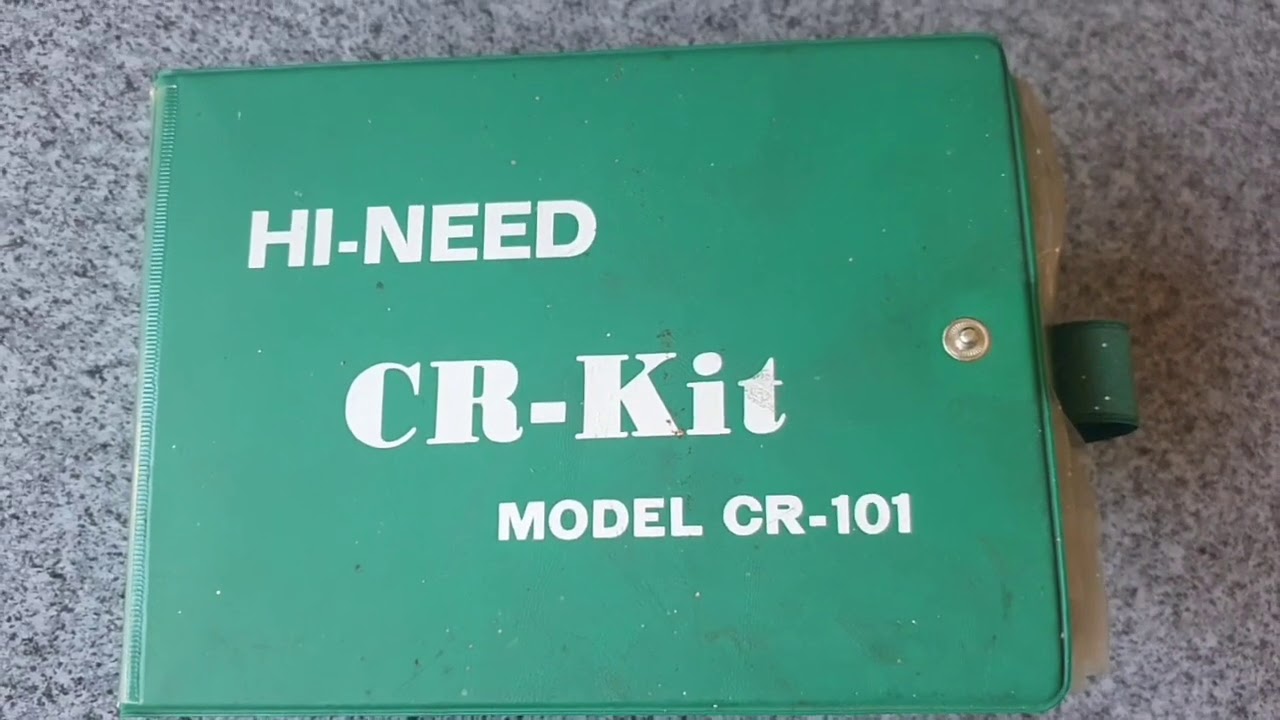 HI-NEED
CR-Kit
MODEL CR-101